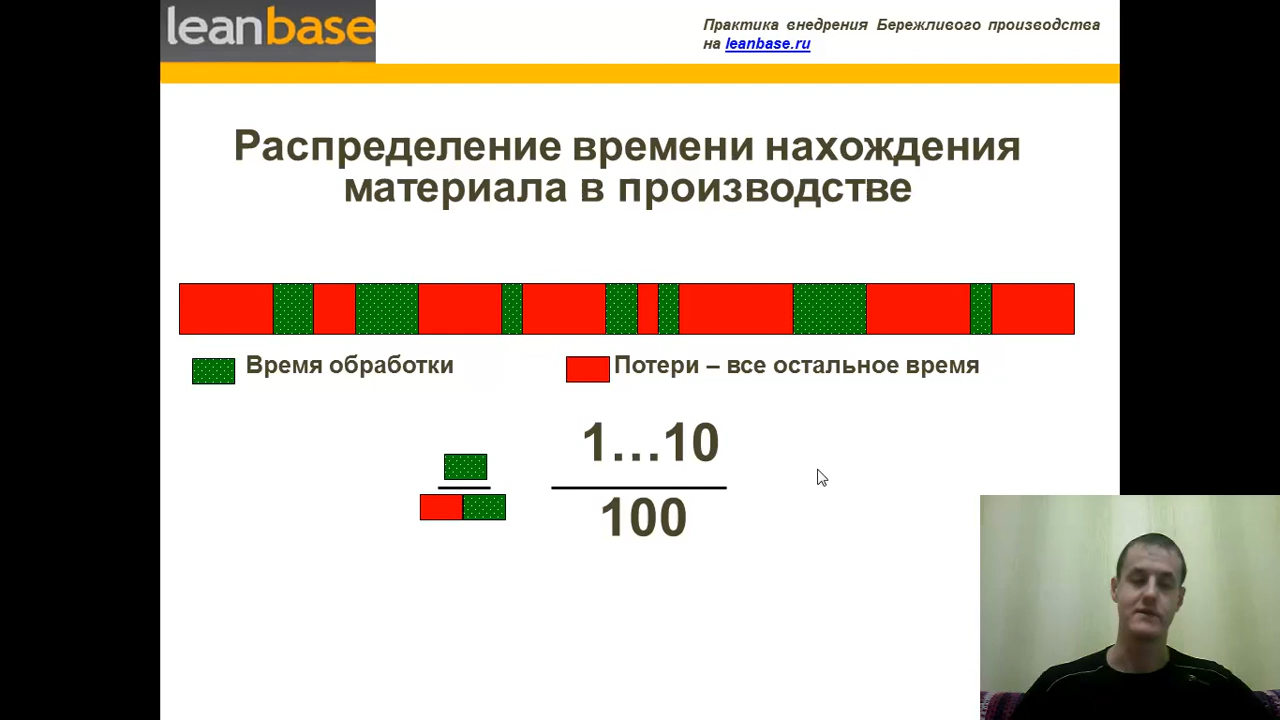 leanbase
Практика внедрения Бережливого производства
на leanbase.ru
Распределение времени нахождения
материала в производстве
Время обработки
Потери – все остальное время
1…10
100